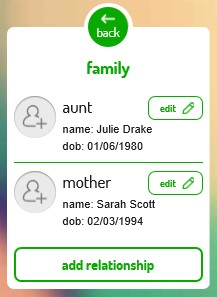 back
family
aunt
edit
name: Julie Drake
dob: 01/06/1980
mother
edit
name: Sarah Scott
dob: 02/03/1994
add relationship